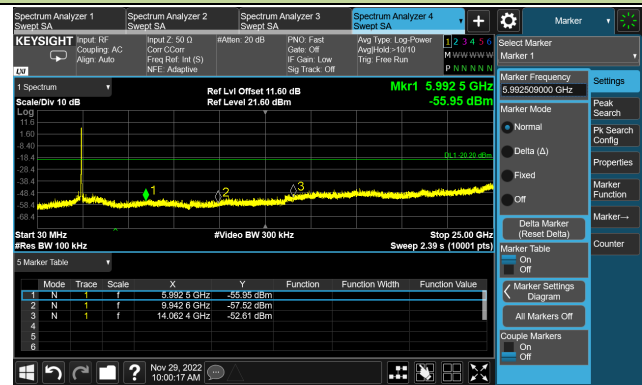 Spectrum Analyzer 1
Swept SA
Spectrum Analyzer 2
Swept SA
Spectrum Analyzer 3
Swept SA
Spectrum Analyzer 4
Swept SA
Marker
KEYSIGHT
LXI
Input: RF
Coupling: AC
Align: Auto
Input Z: 50 Ω
Corr CCorr
Freq Ref: Int (S)
NFE: Adaptive
#Atten: 20 dB
PNO: Fast
Gate: Off
IF Gain: Low
Sig Track: Off
Avg Type: Log-Power
Avg|Hold:>10/10
Trig: Free Run
1 2 3 4 5 6
M W W W W W
P N N N N N
Select Marker
Marker 1
1 Spectrum
Scale/Div 10 dB
Log
Ref Lvl Offset 11.60 dB
Ref Level 21.60 dBm
Mkr1 5.992 5 GHz
-55.95 dBm
11.6
1.60
-8.40
-18.4
-28.4
-38.4
-48.4
-58.4
-68.4
DL1 -20.20 dBm
1
2
3
Start 30 MHz
#Res BW 100 kHz
#Video BW 300 kHz
Stop 25.00 GHz
Sweep 2.39 s (10001 pts)
5 Marker Table
Mode Trace Scale X Y Function Function Width Function Value
1 N 1 f 5.992 5 GHz -55.95 dBm
2 N 1 f 9.942 6 GHz -57.52 dBm
3 N 1 f 14.062 4 GHz -52.61 dBm
4
5
6
Nov 29, 2022
10:00:17 AM
Marker Frequency
5.992509000 GHz
Marker Mode
Normal
Delta (Δ)
Fixed
Off
Delta Marker
(Reset Delta)
Marker Table
On
Off
Marker Settings
Diagram
All Markers Off
Couple Markers
On
Off
Settings
Peak
Search
Pk Search
Config
Properties
Marker
Function
Marker→
Counter